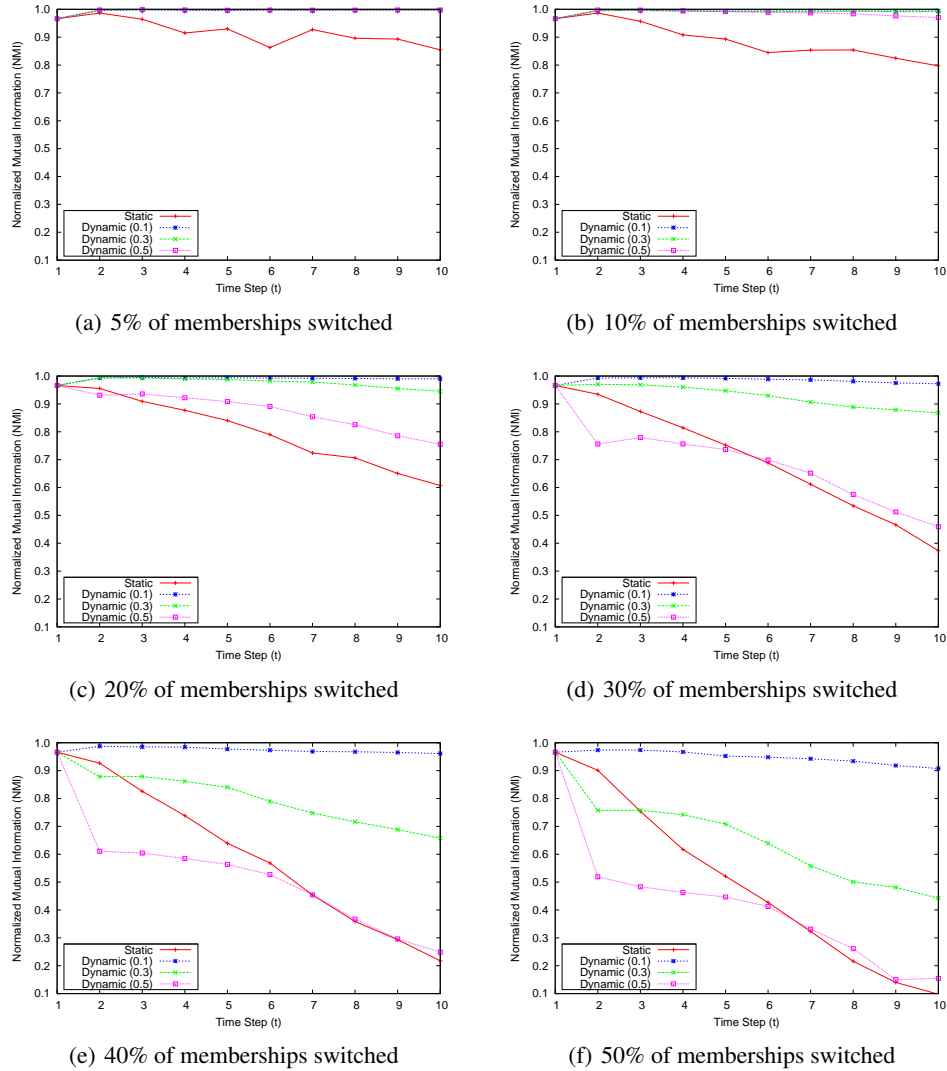 1.0
0.9
0.8
0.7
0.6
0.5
0.4
0.3
0.2
0.1
Normalized Mutual Information (NMI)
Static
Dynamic (0.1)
Dynamic (0.3)
Dynamic (0.5)
1 2 3 4 5 6 7 8 9 10
Time Step (t)
(a) 5% of memberships switched
1.0
0.9
0.8
0.7
0.6
0.5
0.4
0.3
0.2
0.1
Normalized Mutual Information (NMI)
Static
Dynamic (0.1)
Dynamic (0.3)
Dynamic (0.5)
1 2 3 4 5 6 7 8 9 10
Time Step (t)
(b) 10% of memberships switched
1.0
0.9
0.8
0.7
0.6
0.5
0.4
0.3
0.2
0.1
Normalized Mutual Information (NMI)
Static
Dynamic (0.1)
Dynamic (0.3)
Dynamic (0.5)
1 2 3 4 5 6 7 8 9 10
Time Step (t)
(c) 20% of memberships switched
1.0
0.9
0.8
0.7
0.6
0.5
0.4
0.3
0.2
0.1
Normalized Mutual Information (NMI)
Static
Dynamic (0.1)
Dynamic (0.3)
Dynamic (0.5)
1 2 3 4 5 6 7 8 9 10
Time Step (t)
(d) 30% of memberships switched
1.0
0.9
0.8
0.7
0.6
0.5
0.4
0.3
0.2
0.1
Normalized Mutual Information (NMI)
Static
Dynamic (0.1)
Dynamic (0.3)
Dynamic (0.5)
1 2 3 4 5 6 7 8 9 10
Time Step (t)
(e) 40% of memberships switched
1.0
0.9
0.8
0.7
0.6
0.5
0.4
0.3
0.2
0.1
Normalized Mutual Information (NMI)
Static
Dynamic (0.1)
Dynamic (0.3)
Dynamic (0.5)
1 2 3 4 5 6 7 8 9 10
Time Step (t)
(f) 50% of memberships switched